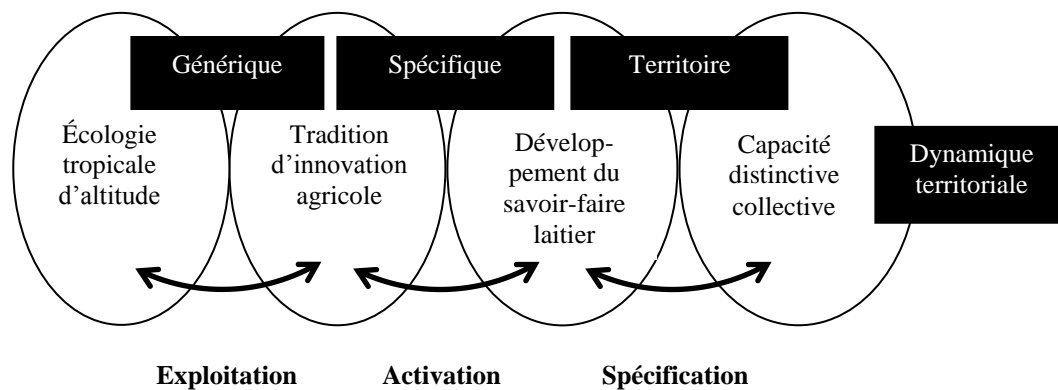 Générique
Spécifique
Territoire
Écologie
tropicale
d’altitude
Tradition
d’innovation
agricole
Dévelop-
pement du
savoir-faire
laitier
Capacité
distinctive
collective
Dynamique
territoriale
Exploitation
Activation
Spécification